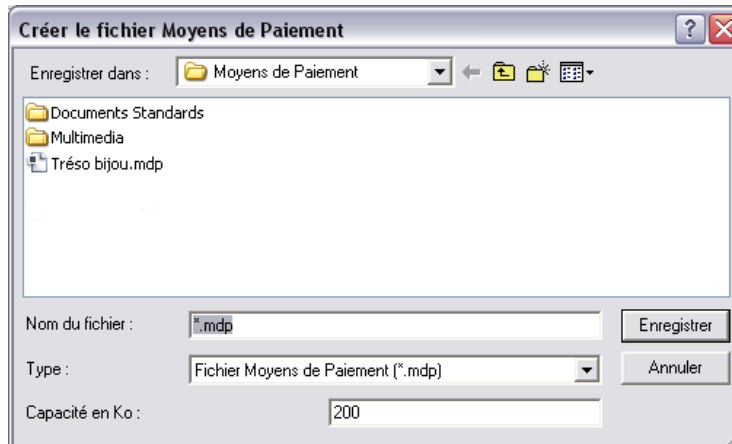 Créer le fichier Moyens de Paiement
Enregistrer dans :
Moyens de Paiement
Documents Standards
Multimedia
Tréso bijou.mdp
Nom du fichier :
*.mdp
Enregistrer
Type :
Fichier Moyens de Paiement (*.mdp)
Annuler
Capacité en Ko :
200